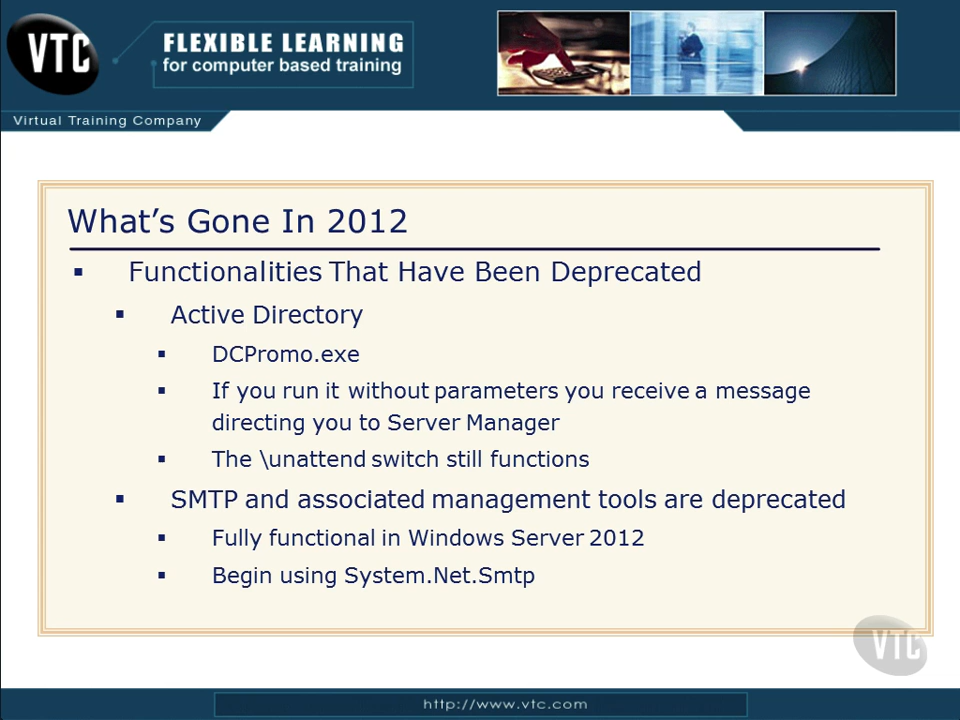 VTC
FLEXIBLE LEARNING
for computer based training
Virtual Training Company
What's Gone In 2012
▪ Functionalities That Have Been Deprecated
▪ Active Directory
▪ DCPromo.exe
▪ If you run it without parameters you receive a message
directing you to Server Manager
▪ The \unattend switch still functions
▪ SMTP and associated management tools are deprecated
▪ Fully functional in Windows Server 2012
▪ Begin using System.Net.Smtp
VTC
http://www.vtc.com